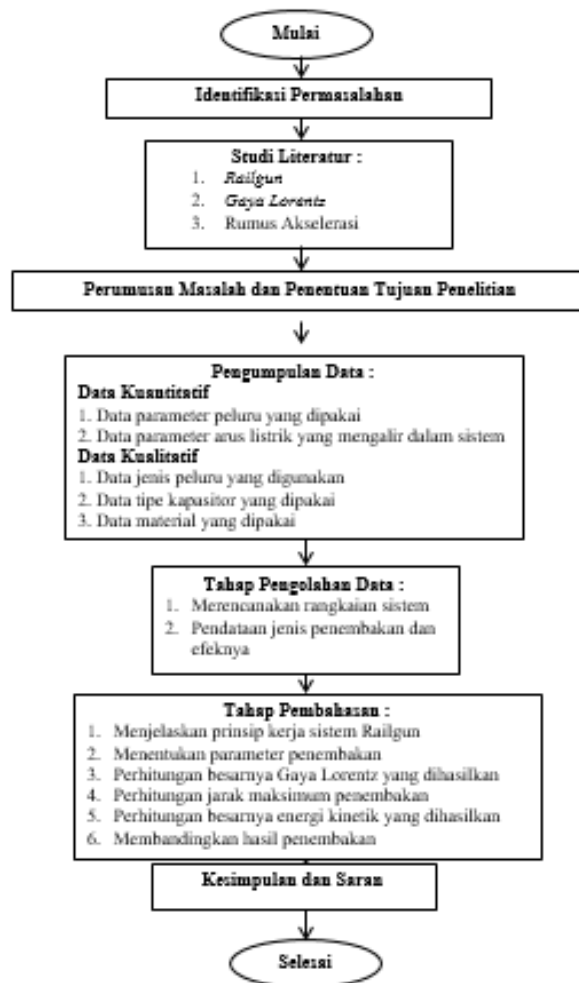 Mulai
Identifikasi Permasalahan
Studi Literatur :
1. Railgun
2. Gaya Lorentz
3. Rumus Akselerasi
Perumusan Masalah dan Penentuan Tujuan Penelitian
Pengumpulan Data :
Data Kuantitatif
1. Data parameter peluru yang dipakai
2. Data parameter arus listrik yang mengalir dalam sistem
Data Kualitatif
1. Data jenis peluru yang digunakan
2. Data tipe kapasitor yang dipakai
3. Data material yang dipakai
Tahap Pengolahan Data :
1. Merencanakan rangkaian sistem
2. Pendataan jenis penembakan dan
efeknya
Tahap Pembahasan :
1. Menjelaskan prinsip kerja sistem Railgun
2. Menentukan parameter penembakan
3. Perhitungan besarnya Gaya Lorentz yang dihasilkan
4. Perhitungan jarak maksimum penembakan
5. Perhitungan besarnya energi kinetik yang dihasilkan
6. Membandingkan hasil penembakan
Kesimpulan dan Saran
Selesai